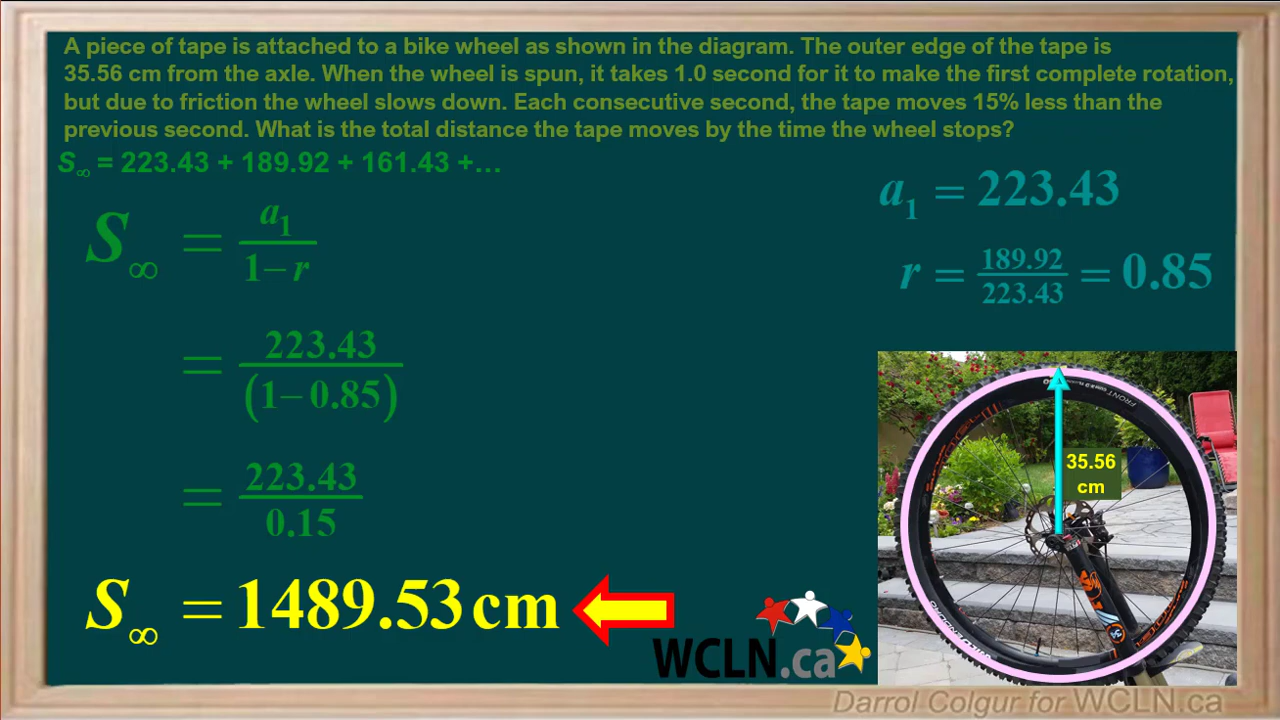 A piece of tape is attached to a bike wheel as shown in the diagram. The outer edge of the tape is
35.56 cm from the axle. When the wheel is spun, it takes 1.0 second for it to make the first complete rotation,
but due to friction the wheel slows down. Each consecutive second, the tape moves 15% less than the
previous second. What is the total distance the tape moves by the time the wheel stops?
S∞ = 223.43 + 189.92 + 161.43 +…
a₁ = 223.43
r = 189.92/223.43 = 0.85
S∞ = a₁/(1−r)
= 223.43/(1−0.85)
= 223.43/0.15
S∞ = 1489.53 cm
35.56
cm
FRONT
WCLN.ca
Darrol Colgur for WCLN.ca